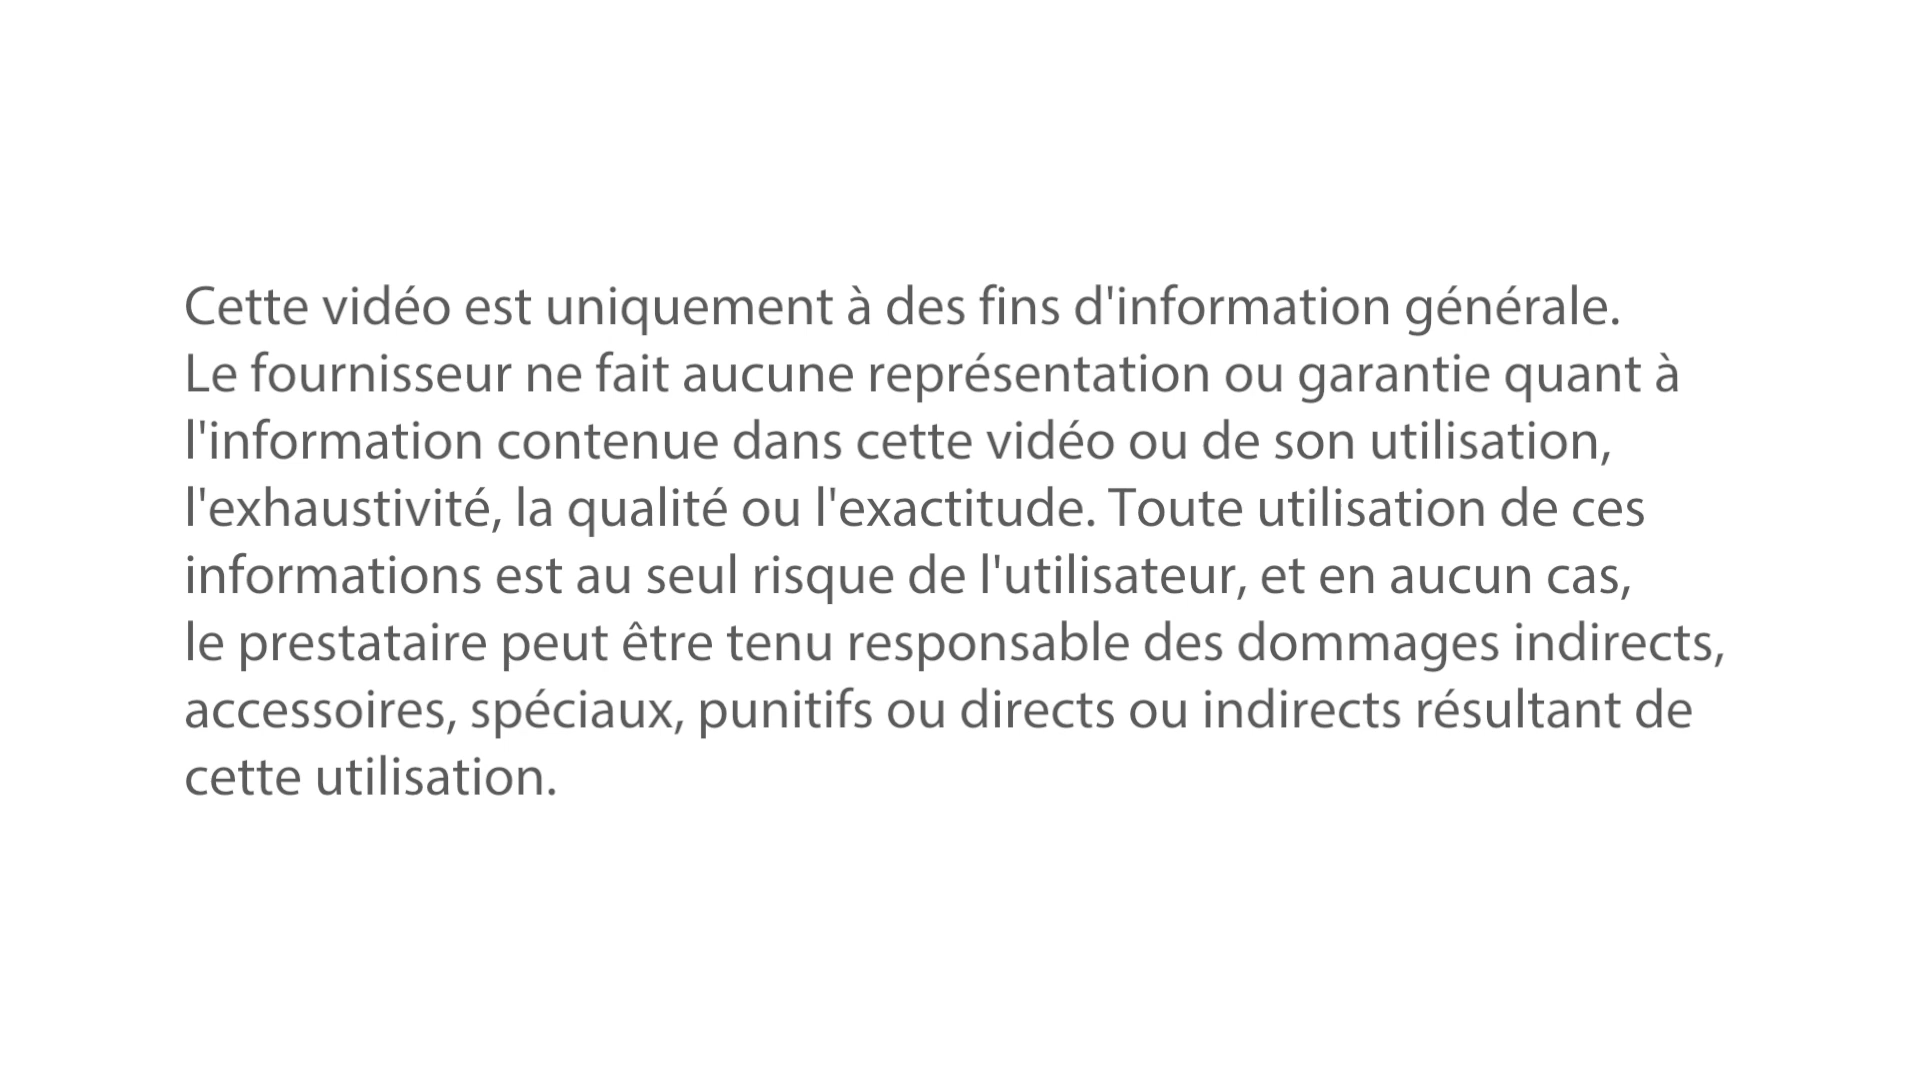 Cette vidéo est uniquement à des fins d'information générale.
Le fournisseur ne fait aucune représentation ou garantie quant à
l'information contenue dans cette vidéo ou de son utilisation,
l'exhaustivité, la qualité ou l'exactitude. Toute utilisation de ces
informations est au seul risque de l'utilisateur, et en aucun cas,
le prestataire peut être tenu responsable des dommages indirects,
accessoires, spéciaux, punitifs ou directs ou indirects résultant de
cette utilisation.